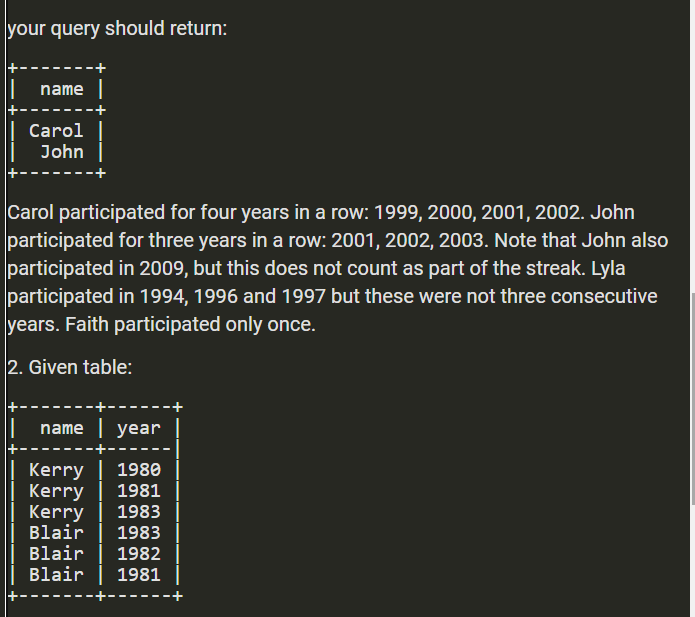 your query should return:
+-------+
|  name |
+-------+
| Carol |
|  John |
+-------+
Carol participated for four years in a row: 1999, 2000, 2001, 2002. John
participated for three years in a row: 2001, 2002, 2003. Note that John also
participated in 2009, but this does not count as part of the streak. Lyla
participated in 1994, 1996 and 1997 but these were not three consecutive
years. Faith participated only once.
2. Given table:
+-------+------+
|  name | year |
+-------+------|
| Kerry | 1980 |
| Kerry | 1981 |
| Kerry | 1983 |
| Blair | 1983 |
| Blair | 1982 |
| Blair | 1981 |
+-------+------+